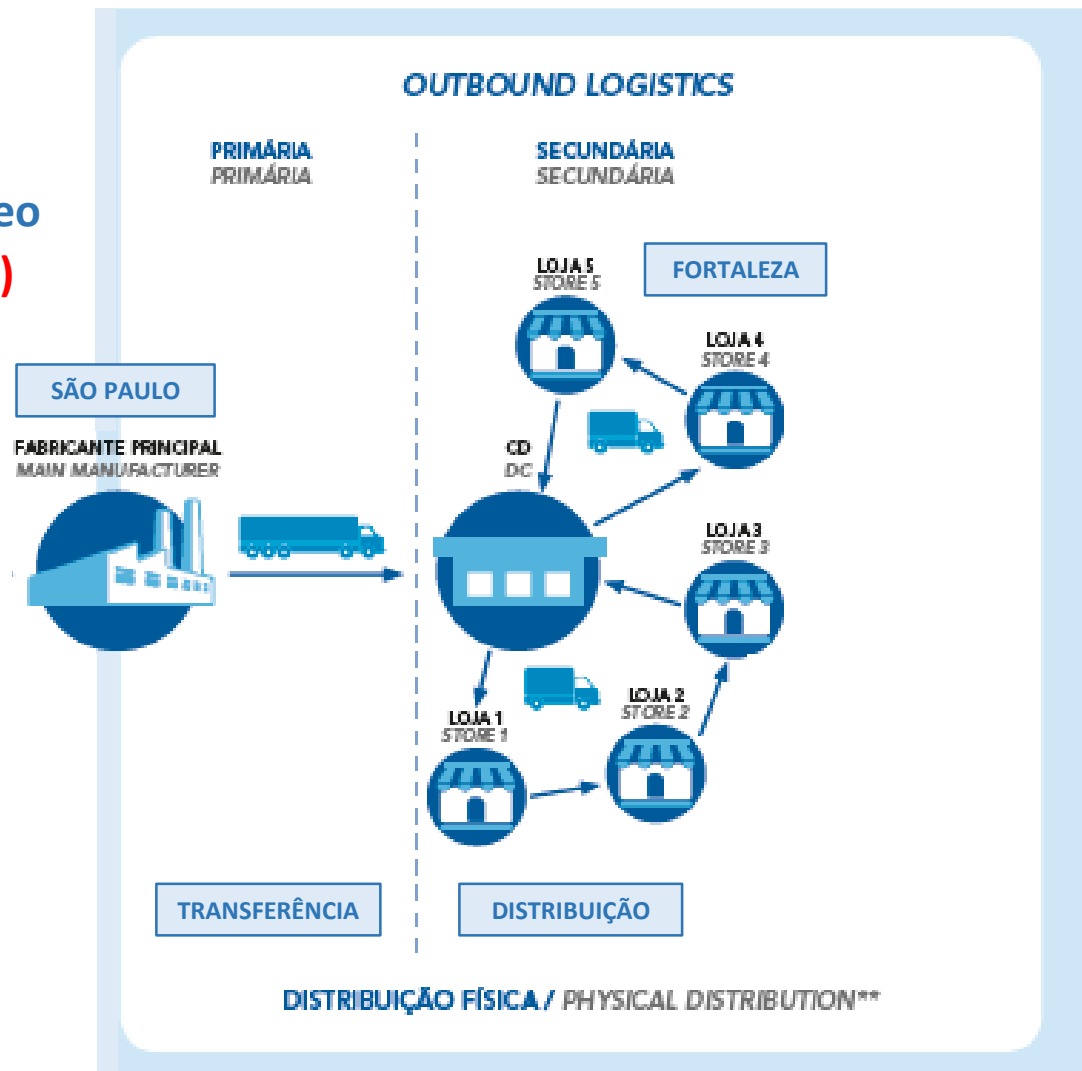 OUTBOUND LOGISTICS
PRIMÁRIA
PRIMÁRIA
SECUNDÁRIA
SECUNDÁRIA
eo
)
LOJA 5
STORE 5
FORTALEZA
LOJA 4
STORE 4
SÃO PAULO
FABRICANTE PRINCIPAL
MAIN MANUFACTURER
CD
DC
LOJA 3
STORE 3
LOJA 2
STORE 2
LOJA 1
STORE 1
TRANSFERÊNCIA
DISTRIBUIÇÃO
DISTRIBUIÇÃO FÍSICA / PHYSICAL DISTRIBUTION**